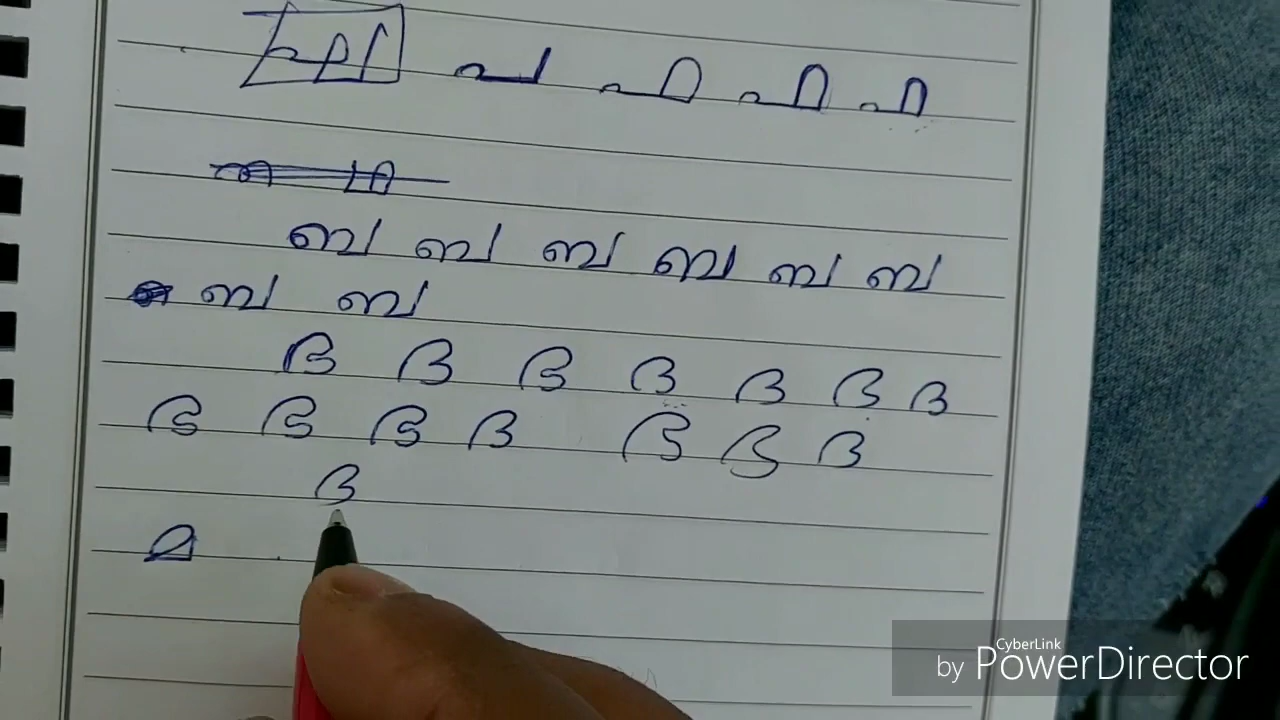 പ ഫ ഫ ഫ
ബ ബ ബ ബ ബ ബ
ബ ബ
ഭ ഭ ഭ ഭ ഭ ഭ ഭ
ഭ ഭ ഭ ഭ ഭ ഭ ഭ
ഭ
മ
CyberLink
by PowerDirector